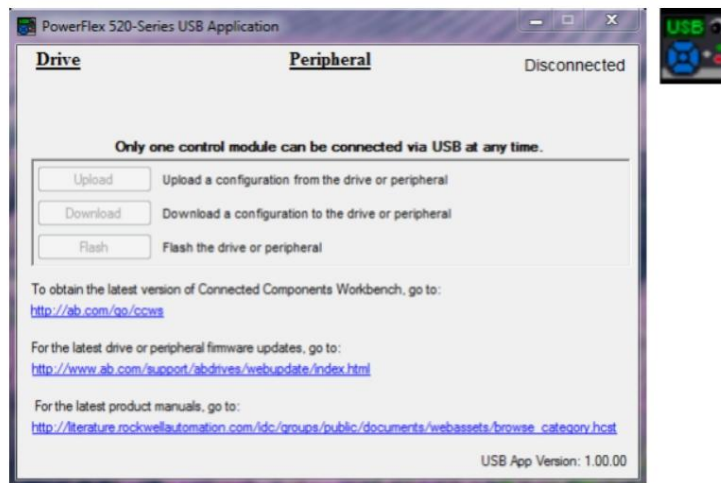 PowerFlex 520-Series USB Application
USB
Drive Peripheral Disconnected
Only one control module can be connected via USB at any time.
Upload Upload a configuration from the drive or peripheral
Download Download a configuration to the drive or peripheral
Flash Flash the drive or peripheral
To obtain the latest version of Connected Components Workbench, go to:
http://ab.com/go/ccws
For the latest drive or peripheral firmware updates, go to:
http://www.ab.com/support/abdrives/webupdate/index.html
For the latest product manuals, go to:
http://literature.rockwellautomation.com/idc/groups/public/documents/webassets/browse_category.hcst
USB App Version: 1.00.00